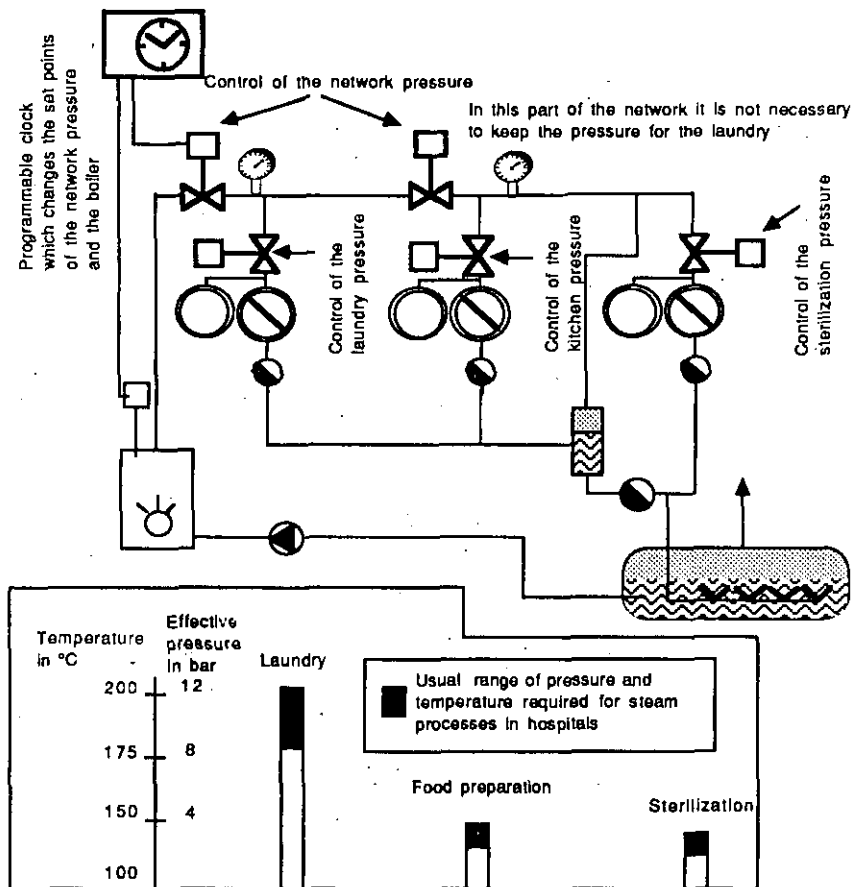 Programmable clock
which changes the set points
of the network pressure
and the boiler
Control of the network pressure
In this part of the network it is not necessary
to keep the pressure for the laundry
Control of the
laundry pressure
Control of the
kitchen pressure
Control of the
sterilization pressure
Temperature
in °C
Effective
pressure
in bar
Laundry
Usual range of pressure and
temperature required for steam
processes in hospitals
200 12
175 8
Food preparation
Sterilization
150 4
100